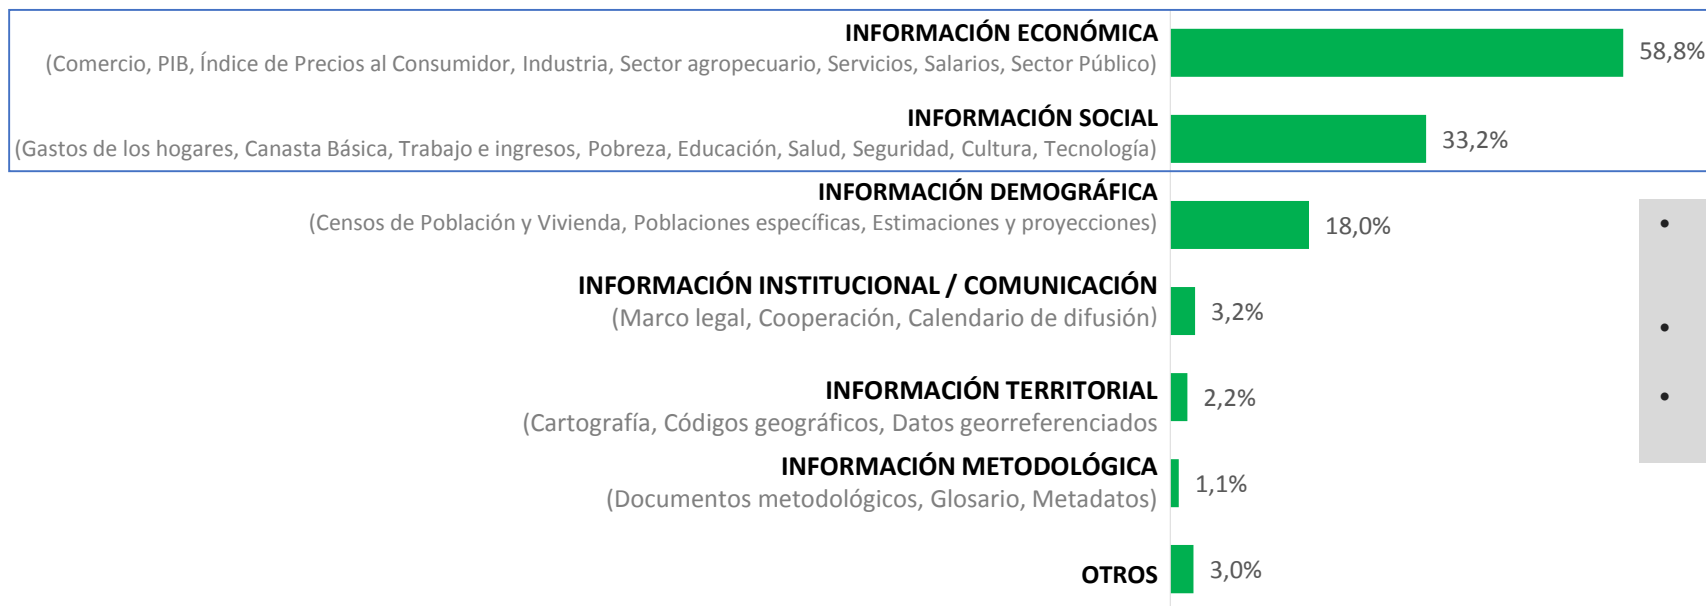 INFORMACIÓN ECONÓMICA
(Comercio, PIB, Índice de Precios al Consumidor, Industria, Sector agropecuario, Servicios, Salarios, Sector Público)
58,8%
INFORMACIÓN SOCIAL
(Gastos de los hogares, Canasta Básica, Trabajo e ingresos, Pobreza, Educación, Salud, Seguridad, Cultura, Tecnología)
33,2%
INFORMACIÓN DEMOGRÁFICA
(Censos de Población y Vivienda, Poblaciones específicas, Estimaciones y proyecciones)
18,0%
INFORMACIÓN INSTITUCIONAL / COMUNICACIÓN
(Marco legal, Cooperación, Calendario de difusión)
3,2%
INFORMACIÓN TERRITORIAL
(Cartografía, Códigos geográficos, Datos georreferenciados
2,2%
INFORMACIÓN METODOLÓGICA
(Documentos metodológicos, Glosario, Metadatos)
1,1%
OTROS
3,0%